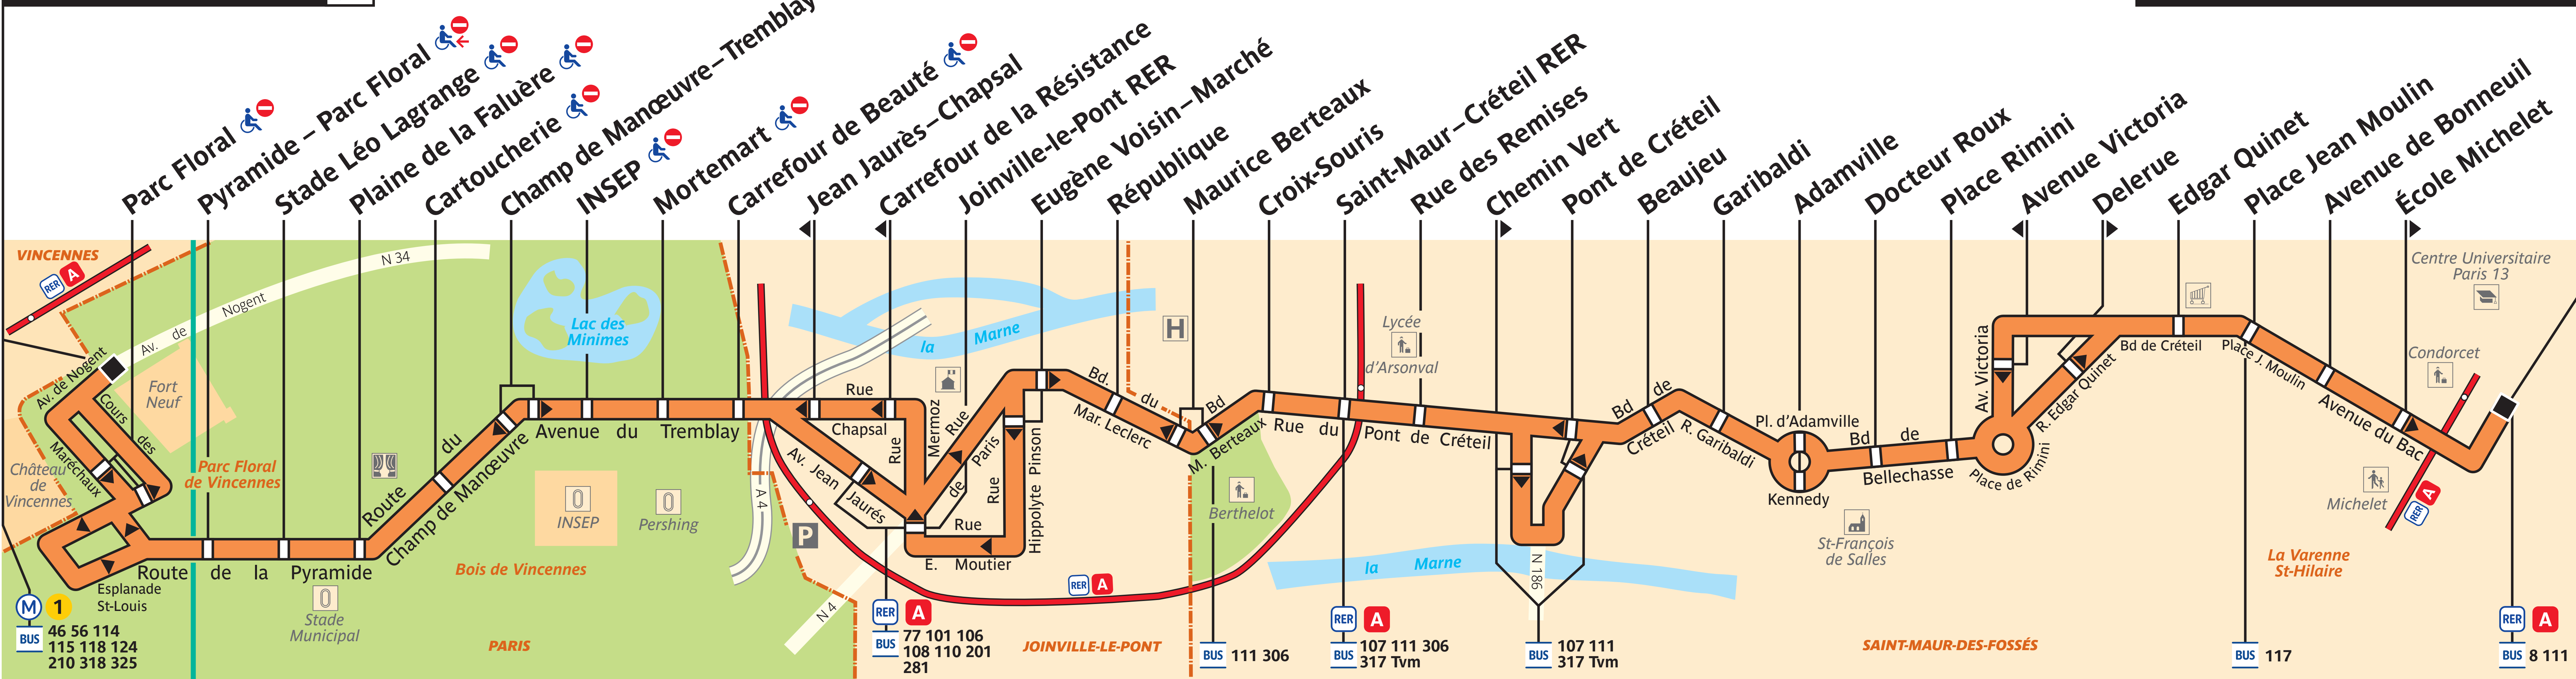 Parc Floral
Pyramide – Parc Floral
Stade Léo Lagrange
Plaine de la Faluère
Cartoucherie
Champ de Manœuvre – Tremblay
INSEP
Mortemart
Carrefour de Beauté
Jean Jaurès – Chapsal
Carrefour de la Résistance
Joinville-le-Pont RER
Eugène Voisin – Marché
République
Maurice Berteaux
Croix-Souris
Saint-Maur – Créteil RER
Rue des Remises
Chemin Vert
Pont de Créteil
Beaujeu
Garibaldi
Adamville
Docteur Roux
Place Rimini
Avenue Victoria
Delerue
Edgar Quinet
Place Jean Moulin
Avenue de Bonneuil
École Michelet
VINCENNES
RER A
N 34
Av. de Nogent
Av. de Nogent
Fort
Neuf
Cours des
Maréchaux
Château
de
Vincennes
Parc Floral
de Vincennes
Esplanade
St-Louis
Route de la Pyramide
Stade
Municipal
Route du
Champ de Manœuvre
Lac des
Minimes
Avenue du Tremblay
INSEP
Pershing
Bois de Vincennes
PARIS
A 4
P
N 4
la Marne
Rue
Chapsal
Rue
Mermoz
Av. Jean
Jaurés
Rue
de
Paris
Rue
Hippolyte Pinson
Rue
E. Moutier
RER A
JOINVILLE-LE-PONT
H
Bd. du
Mar. Leclerc
Bd
M. Berteaux
Berthelot
Lycée
d'Arsonval
Rue du Pont de Créteil
la Marne
N 186
Bd de
Créteil
R. Garibaldi
Pl. d'Adamville
Kennedy
Bd de
Bellechasse
St-François
de Salles
Place de Rimini
Av. Victoria
R. Edgar Quinet
Bd de Créteil
Place J. Moulin
Avenue du Bac
Centre Universitaire
Paris 13
Condorcet
Michelet
RER A
La Varenne
St-Hilaire
SAINT-MAUR-DES-FOSSÉS
M 1
BUS 46 56 114
115 118 124
210 318 325
RER A
BUS 77 101 106
108 110 201
281
BUS 111 306
RER A
BUS 107 111 306
317 Tvm
BUS 107 111
317 Tvm
BUS 117
RER A
BUS 8 111